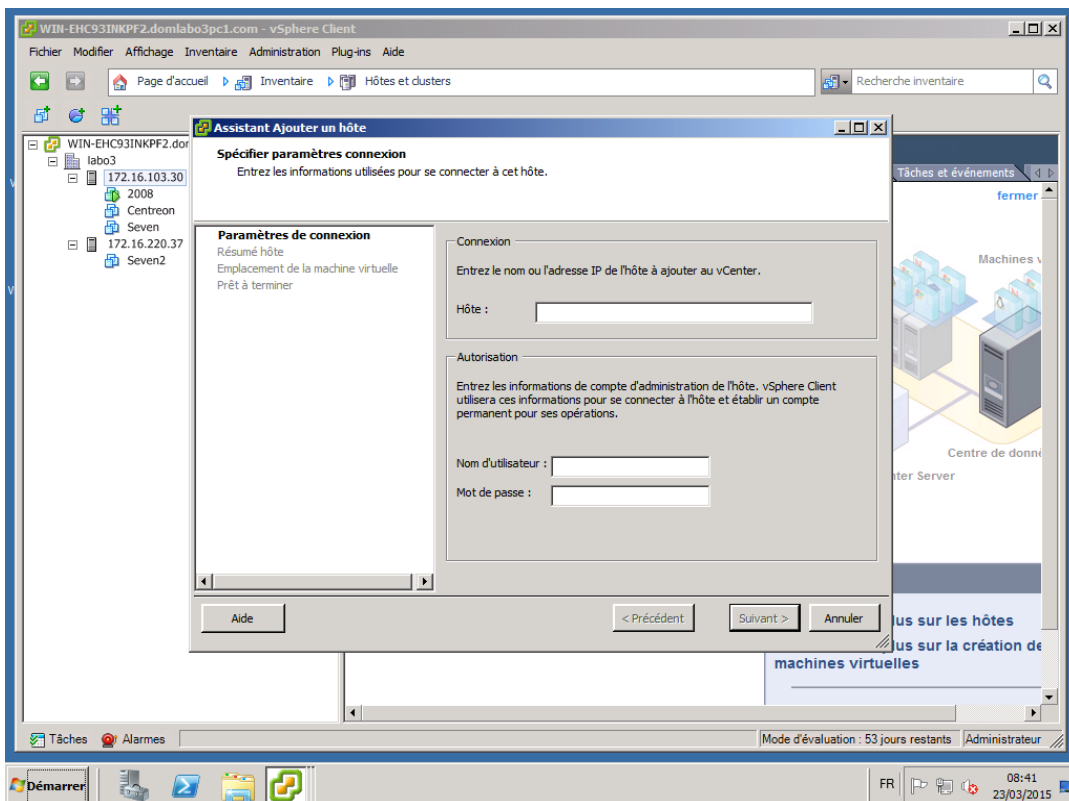 WIN-EHC93INKPF2.domlabo3pc1.com - vSphere Client
Fichier Modifier Affichage Inventaire Administration Plug-ins Aide
Page d'accueil Inventaire Hôtes et clusters
Recherche inventaire
WIN-EHC93INKPF2.dor
labo3
172.16.103.30
2008
Centreon
Seven
172.16.220.37
Seven2
Assistant Ajouter un hôte
Spécifier paramètres connexion
Entrez les informations utilisées pour se connecter à cet hôte.
Paramètres de connexion
Résumé hôte
Emplacement de la machine virtuelle
Prêt à terminer
Connexion
Entrez le nom ou l'adresse IP de l'hôte à ajouter au vCenter.
Hôte :
Autorisation
Entrez les informations de compte d'administration de l'hôte. vSphere Client
utilisera ces informations pour se connecter à l'hôte et établir un compte
permanent pour ses opérations.
Nom d'utilisateur :
Mot de passe :
Aide
< Précédent
Suivant >
Annuler
Tâches et événements
fermer
Machines v
Centre de donné
nter Server
lus sur les hôtes
lus sur la création de
machines virtuelles
Tâches Alarmes
Mode d'évaluation : 53 jours restants
Administrateur
Démarrer
FR
08:41
23/03/2015